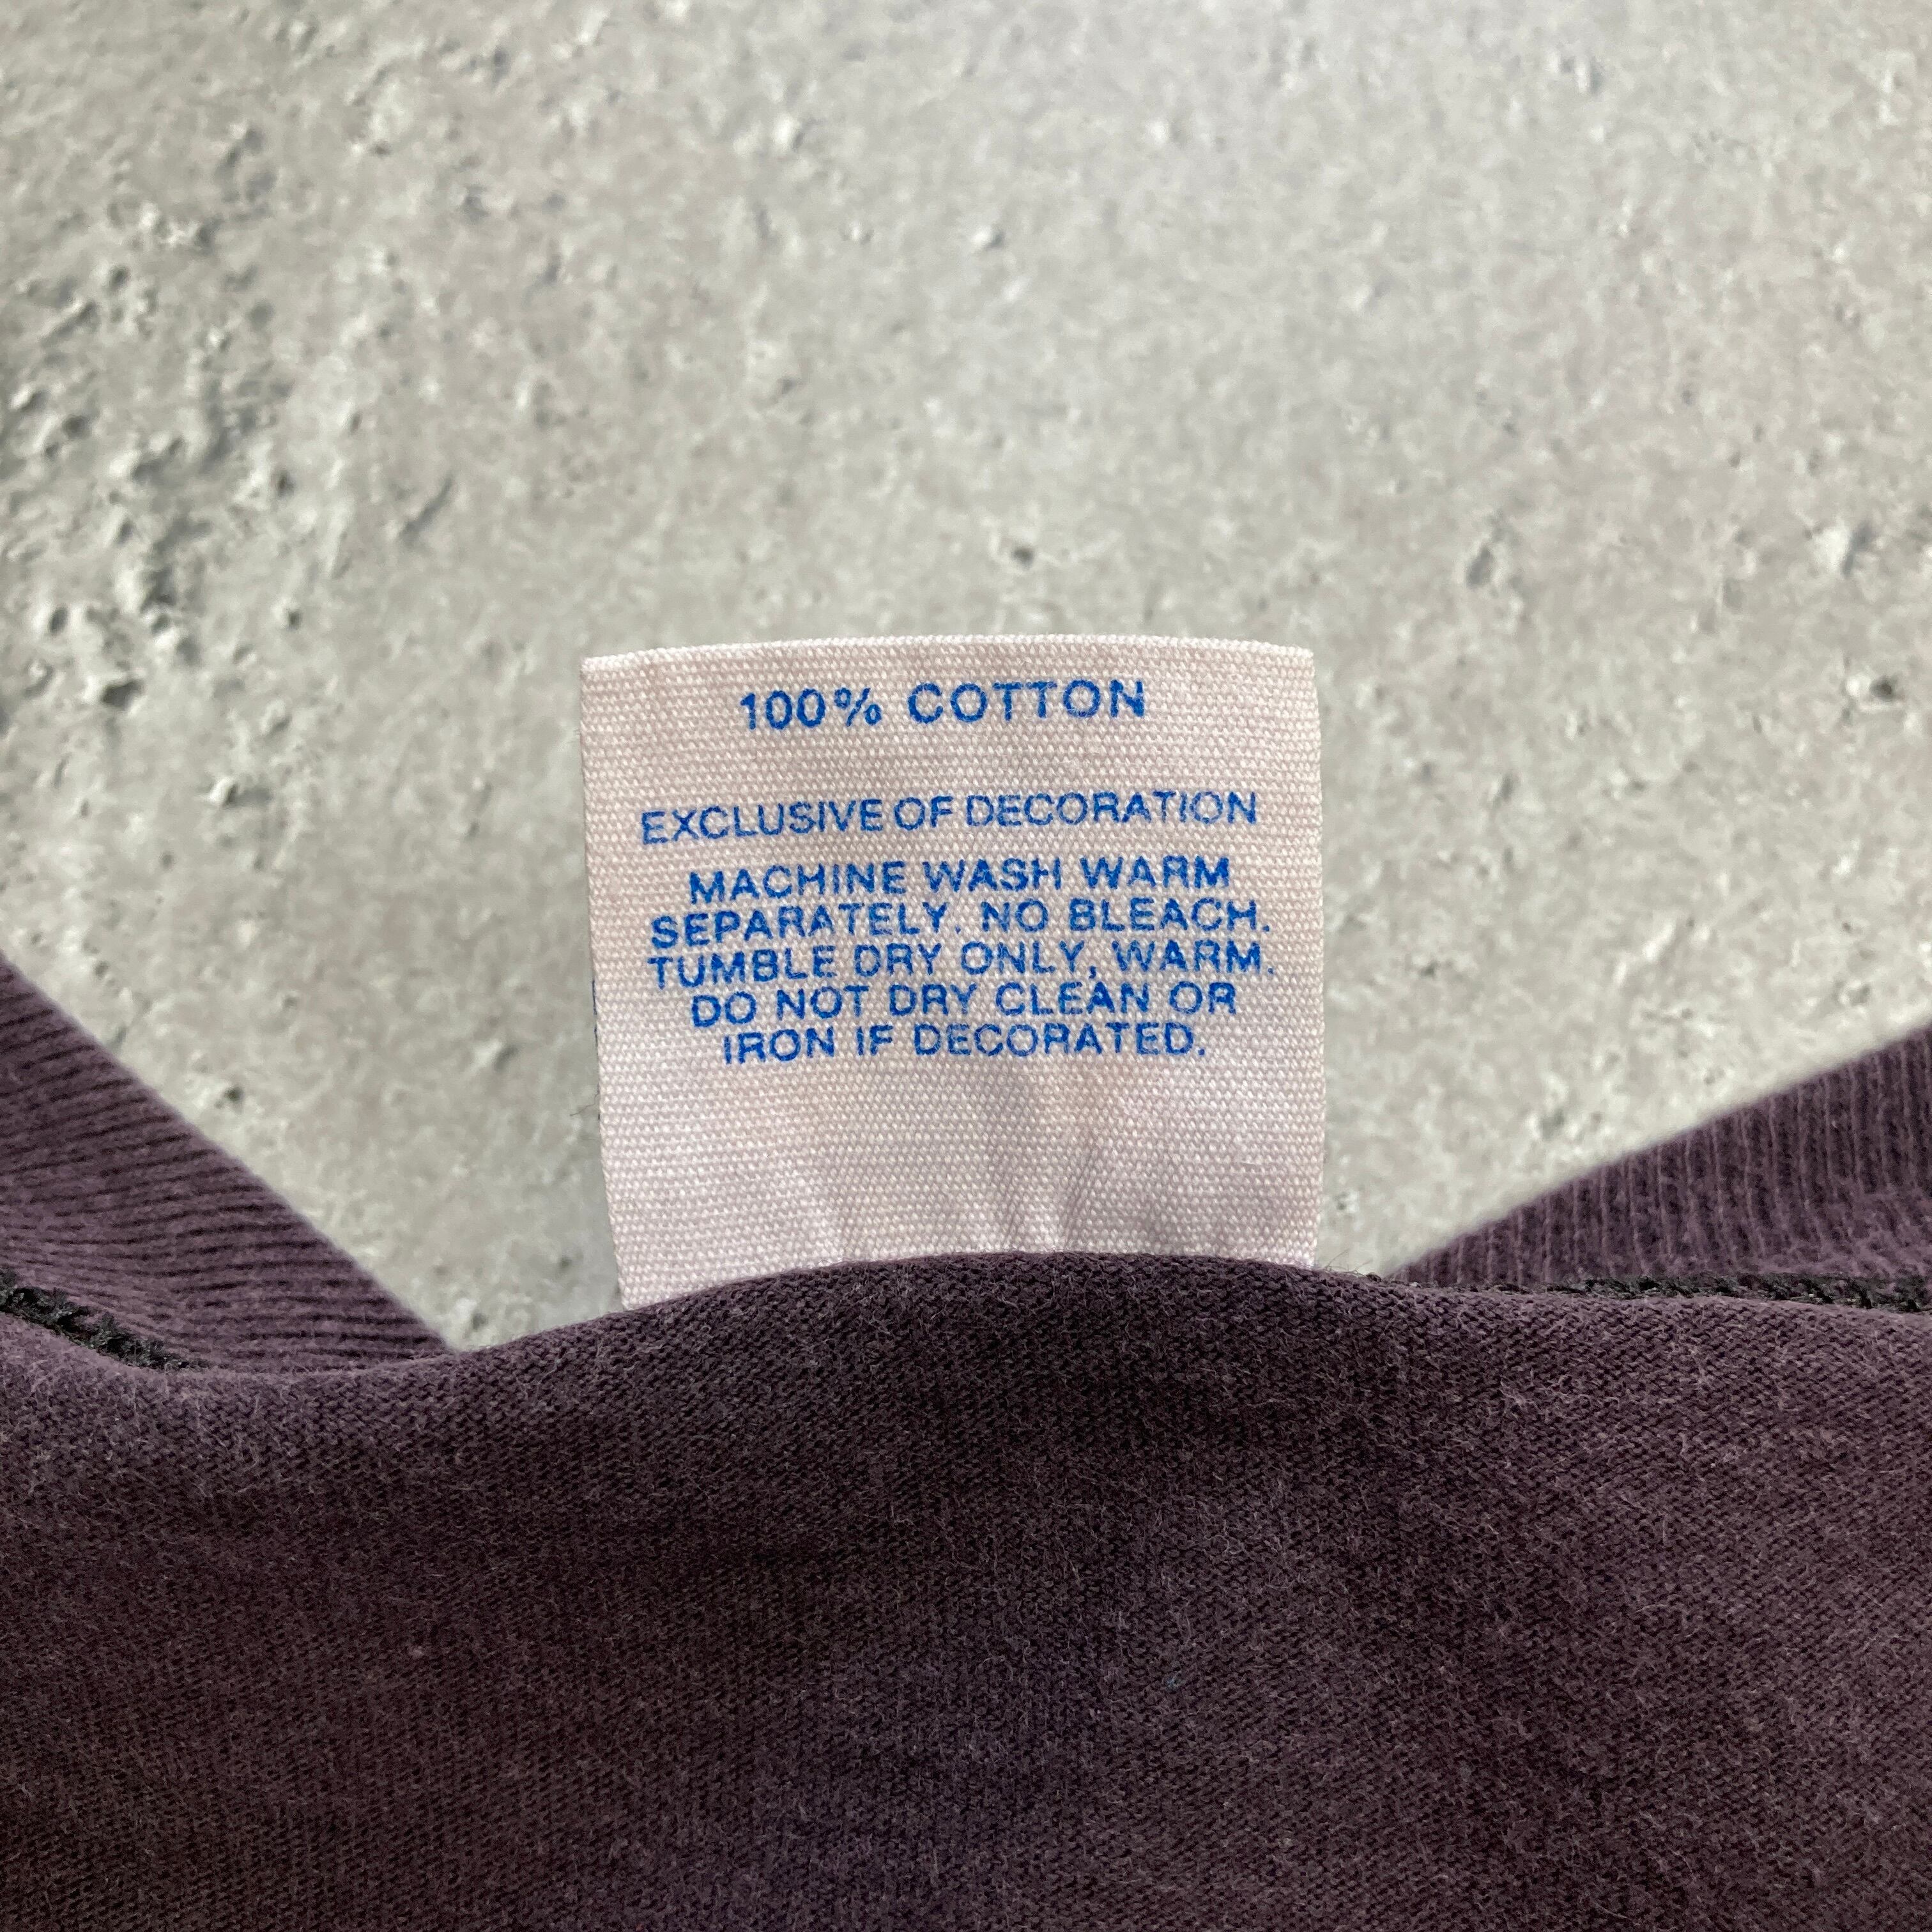 100% COTTON
EXCLUSIVE OF DECORATION
MACHINE WASH WARM
SEPARATELY. NO BLEACH.
TUMBLE DRY ONLY, WARM.
DO NOT DRY CLEAN OR
IRON IF DECORATED.